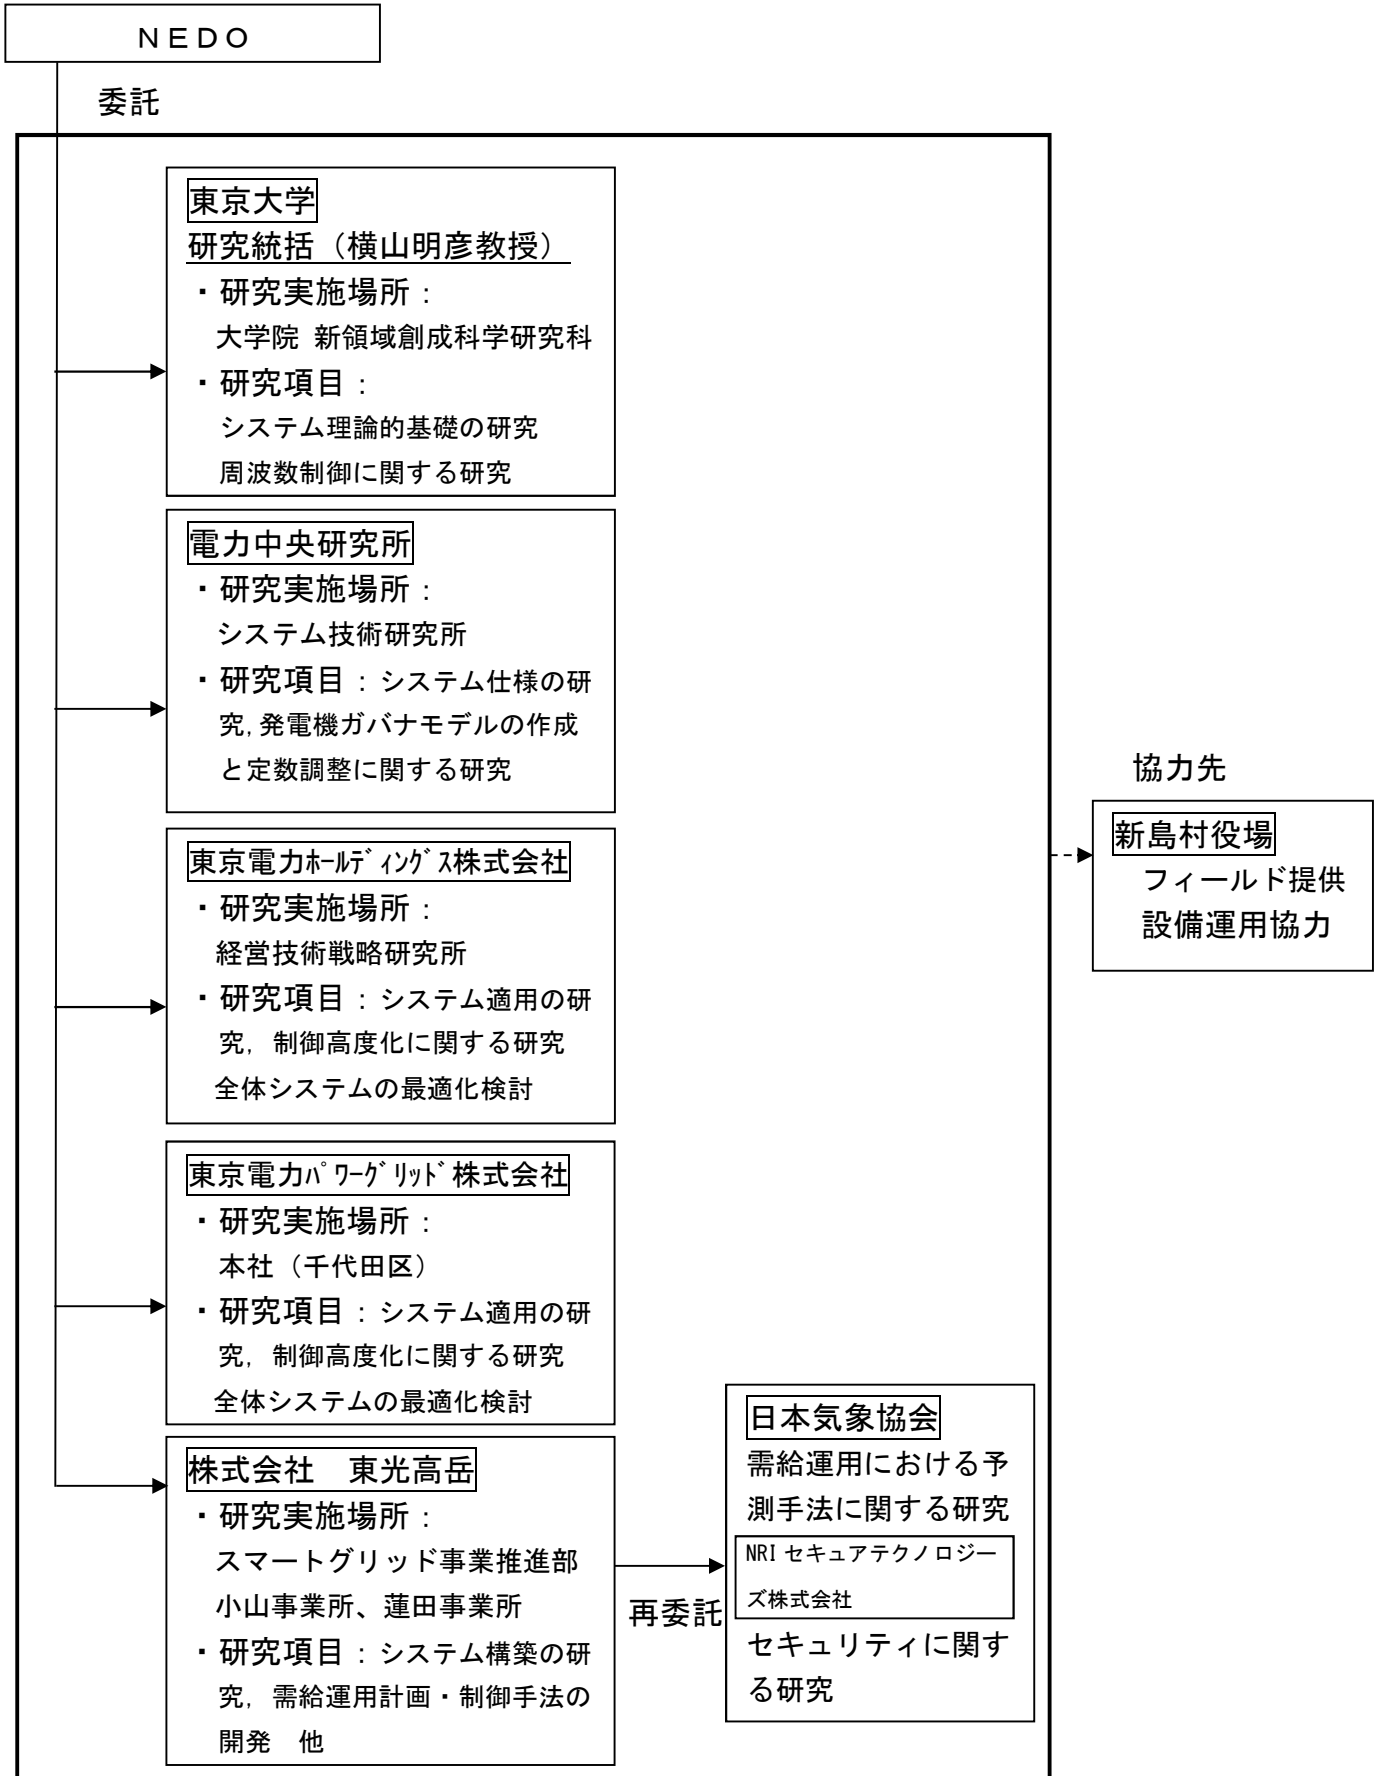 ＮＥＤＯ
委託
東京大学
研究統括（横山明彦教授）
・研究実施場所：
大学院 新領域創成科学研究科
・研究項目：
システム理論的基礎の研究
周波数制御に関する研究
電力中央研究所
・研究実施場所：
システム技術研究所
・研究項目：システム仕様の研
究,発電機ガバナモデルの作成
と定数調整に関する研究
東京電力ﾎｰﾙﾃﾞｨﾝｸﾞｽ株式会社
・研究実施場所：
経営技術戦略研究所
・研究項目：システム適用の研
究, 制御高度化に関する研究
全体システムの最適化検討
東京電力ﾊﾟﾜｰｸﾞﾘｯﾄﾞ株式会社
・研究実施場所：
本社（千代田区）
・研究項目：システム適用の研
究, 制御高度化に関する研究
全体システムの最適化検討
株式会社　東光高岳
・研究実施場所：
スマートグリッド事業推進部
小山事業所、蓮田事業所
・研究項目：システム構築の研
究, 需給運用計画・制御手法の
開発　他
再委託
日本気象協会
需給運用における予
測手法に関する研究
NRI セキュアテクノロジー
ズ株式会社
セキュリティに関す
る研究
協力先
新島村役場
フィールド提供
設備運用協力